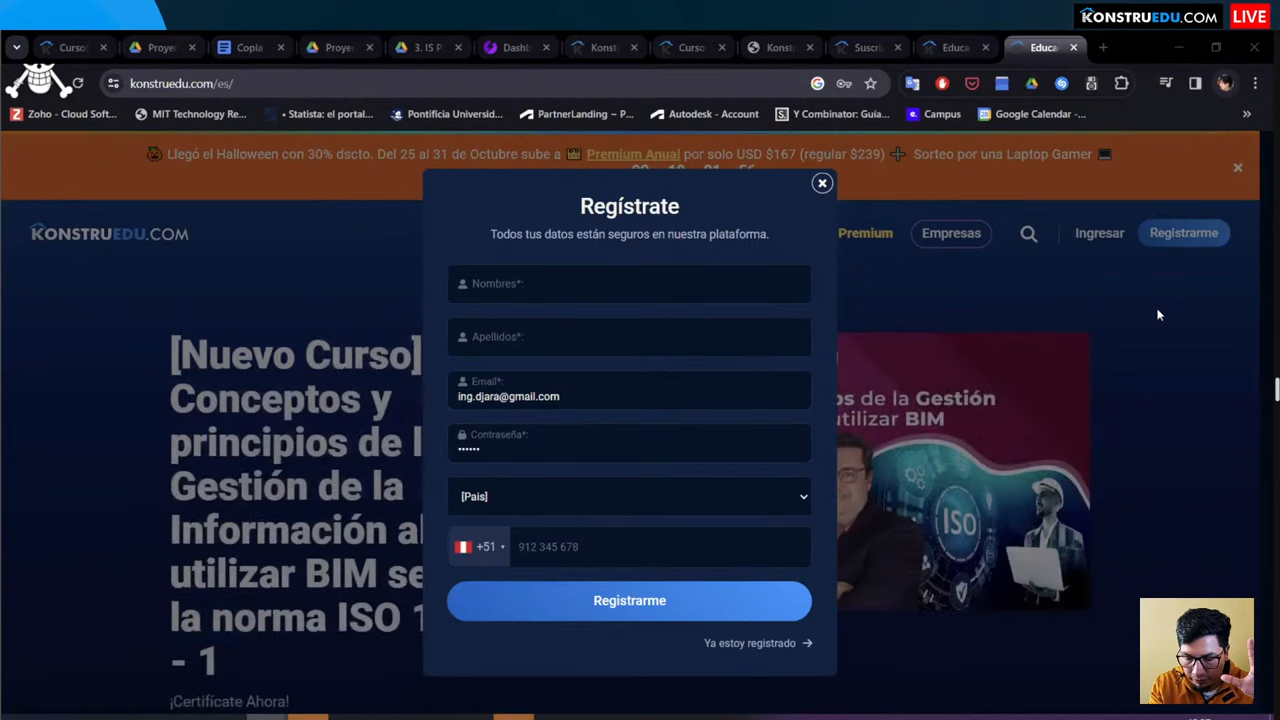 KONSTRUEDU.COM LIVE
Curso
Proye
Copia
Proye
3. IS P
Dashb
Konst
Curso
Konst
Suscri
Educa
Educa
konstruedu.com/es/
Zoho - Cloud Soft...
MIT Technology Re...
• Statista: el portal...
Pontificia Universid...
PartnerLanding – P...
Autodesk - Account
Y Combinator: Guia...
Campus
Google Calendar -...
Llegó el Halloween con 30% dscto. Del 25 al 31 de Octubre sube a Premium Anual por solo USD $167 (regular $239) Sorteo por una Laptop Gamer
KONSTRUEDU.COM
Premium
Empresas
Ingresar
Registrarme
Regístrate
Todos tus datos están seguros en nuestra plataforma.
Nombres*:
Apellidos*:
Email*:
ing.djara@gmail.com
Contraseña*:
••••••
[Pais]
+51
912 345 678
Registrarme
Ya estoy registrado
[Nuevo Curso]
Conceptos y
principios de l
Gestión de la
Información al
utilizar BIM se
la norma ISO 1
- 1
¡Certifícate Ahora!
os de la Gestión
utilizar BIM
ISO